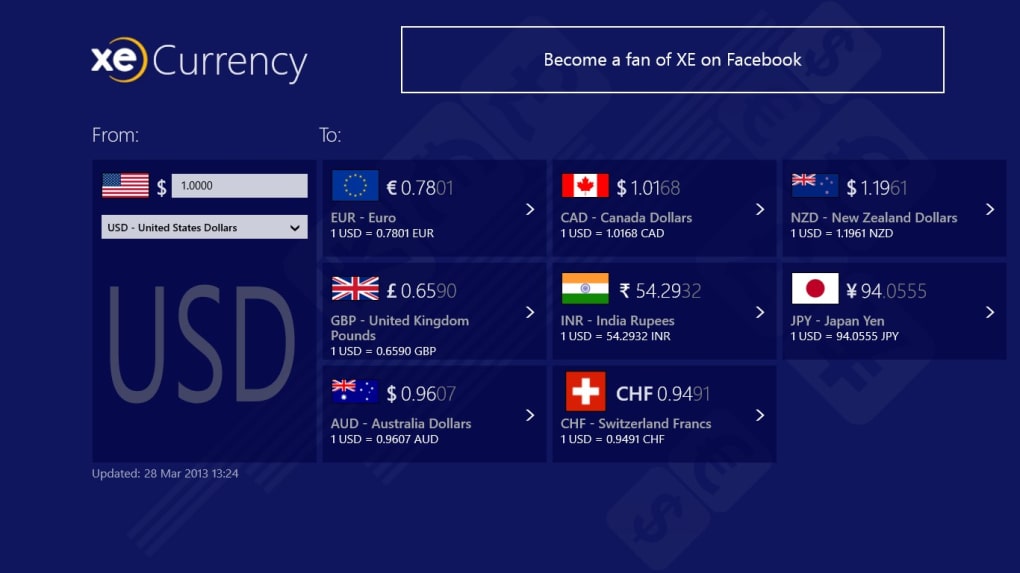 xe Currency
Become a fan of XE on Facebook
From:
To:
$ 1.0000
USD - United States Dollars
USD
€ 0.7801
EUR - Euro
1 USD = 0.7801 EUR
$ 1.0168
CAD - Canada Dollars
1 USD = 1.0168 CAD
$ 1.1961
NZD - New Zealand Dollars
1 USD = 1.1961 NZD
£ 0.6590
GBP - United Kingdom
Pounds
1 USD = 0.6590 GBP
₹ 54.2932
INR - India Rupees
1 USD = 54.2932 INR
¥ 94.0555
JPY - Japan Yen
1 USD = 94.0555 JPY
$ 0.9607
AUD - Australia Dollars
1 USD = 0.9607 AUD
CHF 0.9491
CHF - Switzerland Francs
1 USD = 0.9491 CHF
Updated: 28 Mar 2013 13:24